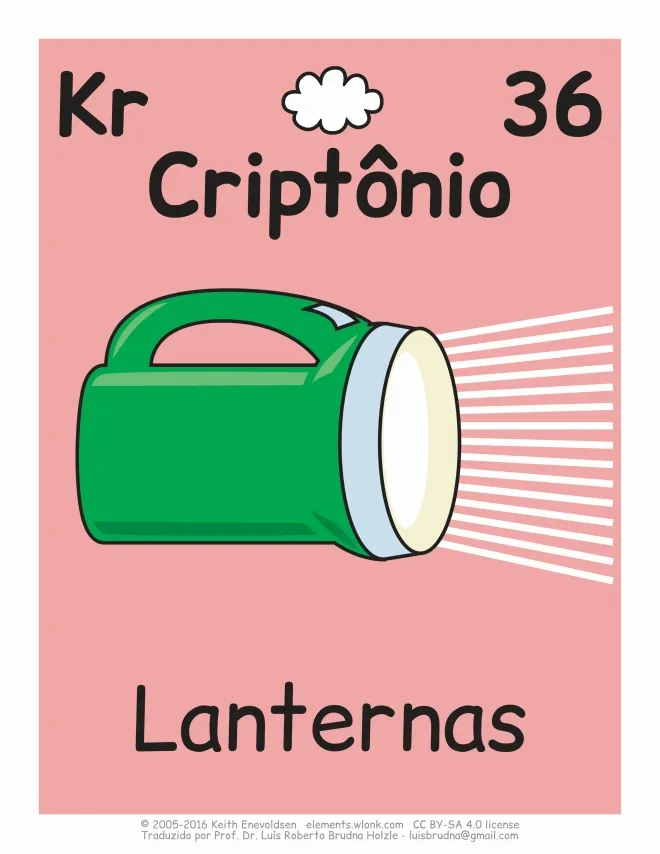 Kr 36
Criptônio
Lanternas
© 2005-2016 Keith Enevoldsen elements.wlonk.com CC BY-SA 4.0 license
Traduzido por Prof. Dr. Luís Roberto Brudna Holzle - luisbrudna@gmail.com